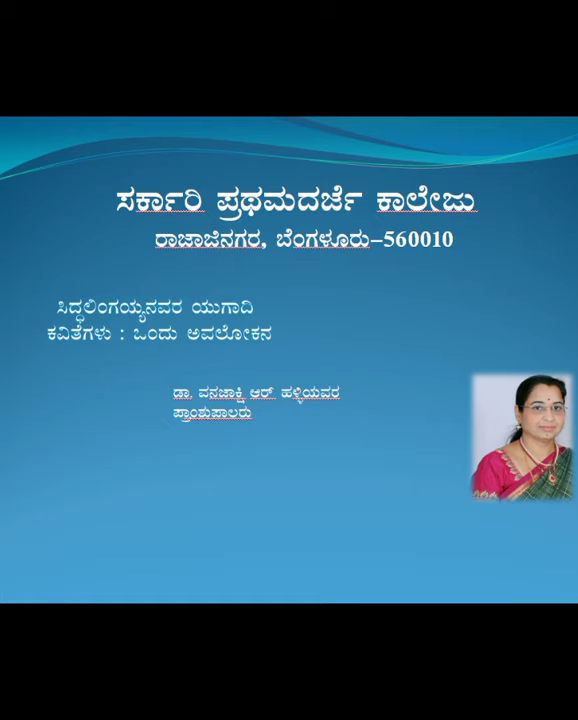 ಸರ್ಕಾರಿ ಪ್ರಥಮದರ್ಜೆ ಕಾಲೇಜು
ರಾಜಾಜಿನಗರ, ಬೆಂಗಳೂರು-560010
ಸಿದ್ಧಲಿಂಗಯ್ಯನವರ ಯುಗಾದಿ
ಕವಿತೆಗಳು : ಒಂದು ಅವಲೋಕನ
ಡಾ. ವನಜಾಕ್ಷಿ ಆರ್ ಹಳ್ಳಿಯವರ
ಪ್ರಾಂಶುಪಾಲರು